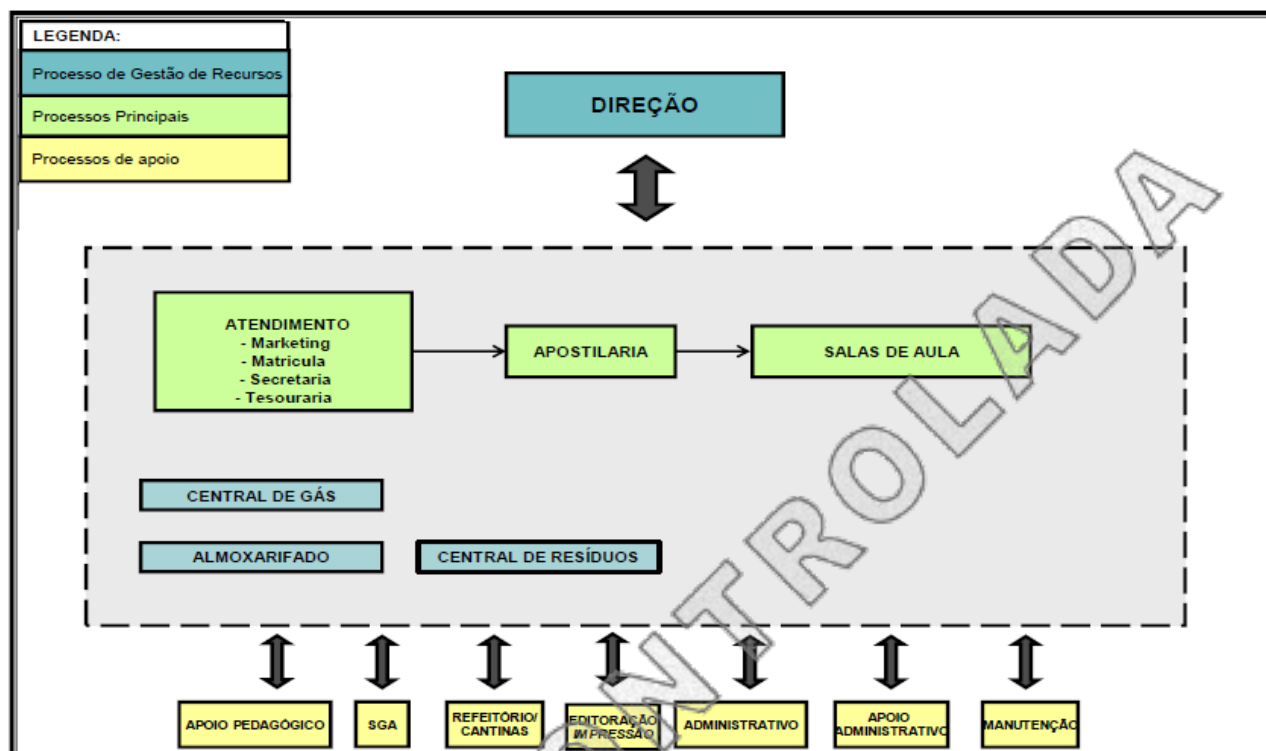 LEGENDA:
Processo de Gestão de Recursos
Processos Principais
Processos de apoio
DIREÇÃO
ATENDIMENTO
- Marketing
- Matricula
- Secretaria
- Tesouraria
APOSTILARIA
SALAS DE AULA
CENTRAL DE GÁS
ALMOXARIFADO
CENTRAL DE RESÍDUOS
APOIO PEDAGÓGICO
SGA
REFEITÓRIO/
CANTINAS
EDITORAÇÃO
IMPRESSÃO
ADMINISTRATIVO
APOIO
ADMINISTRATIVO
MANUTENÇÃO
ONTROLADA